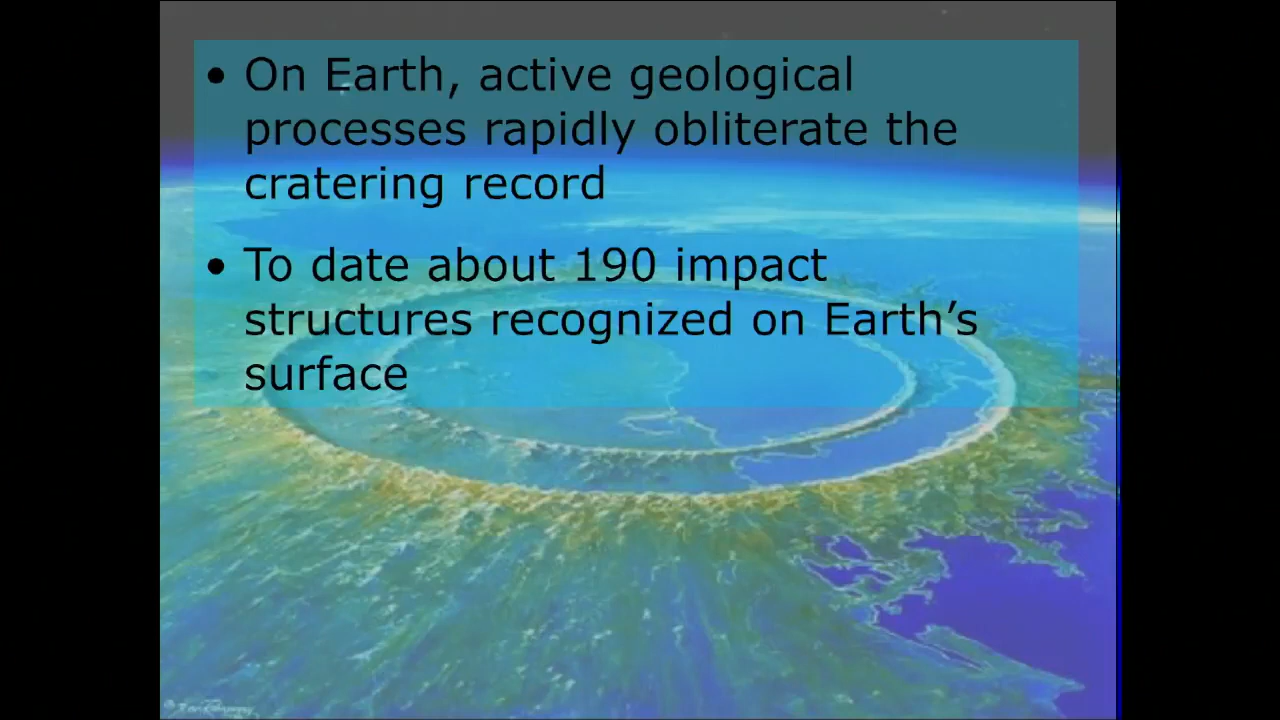 • On Earth, active geological
processes rapidly obliterate the
cratering record
• To date about 190 impact
structures recognized on Earth’s
surface